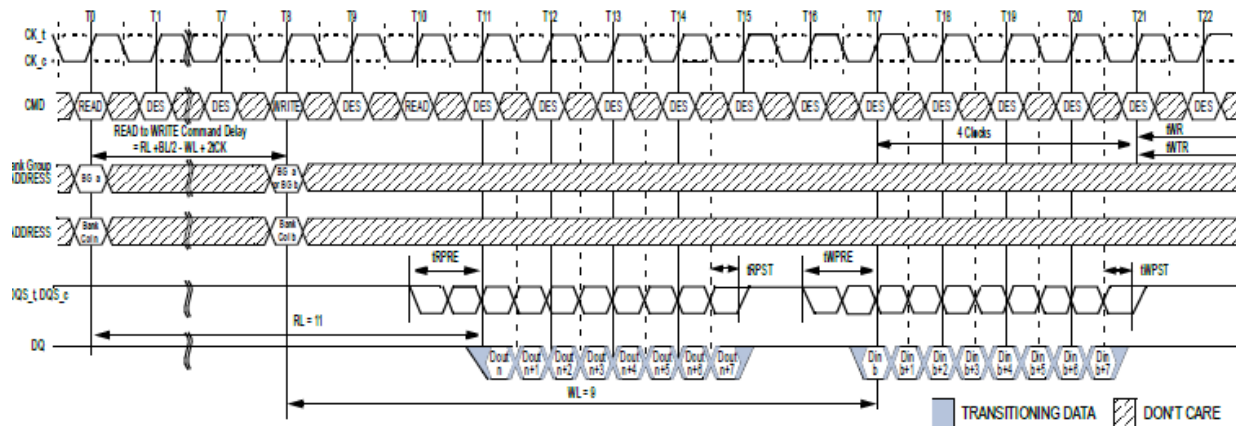 T0 T1 T7 T8 T9 T10 T11 T12 T13 T14 T15 T16 T17 T18 T19 T20 T21 T22
CK_t
CK_c
CMD READ DES DES WRITE DES READ DES DES DES DES DES DES DES DES DES DES DES DES
READ to WRITE Command Delay
= RL +BL/2 - WL + 2tCK
4 Clocks
tWR
tWTR
Bank Group
ADDRESS
BG a
BG a
or BG b
ADDRESS
Bank
Col n
Bank
Col b
tRPRE tRPST tWPRE tWPST
DQS_t, DQS_c
RL = 11
DQ
Dout Dout Dout Dout Dout Dout Dout Dout Din Din Din Din Din Din Din Din
n n+1 n+2 n+3 n+4 n+5 n+6 n+7 b b+1 b+2 b+3 b+4 b+5 b+6 b+7
WL = 9
TRANSITIONING DATA DON'T CARE